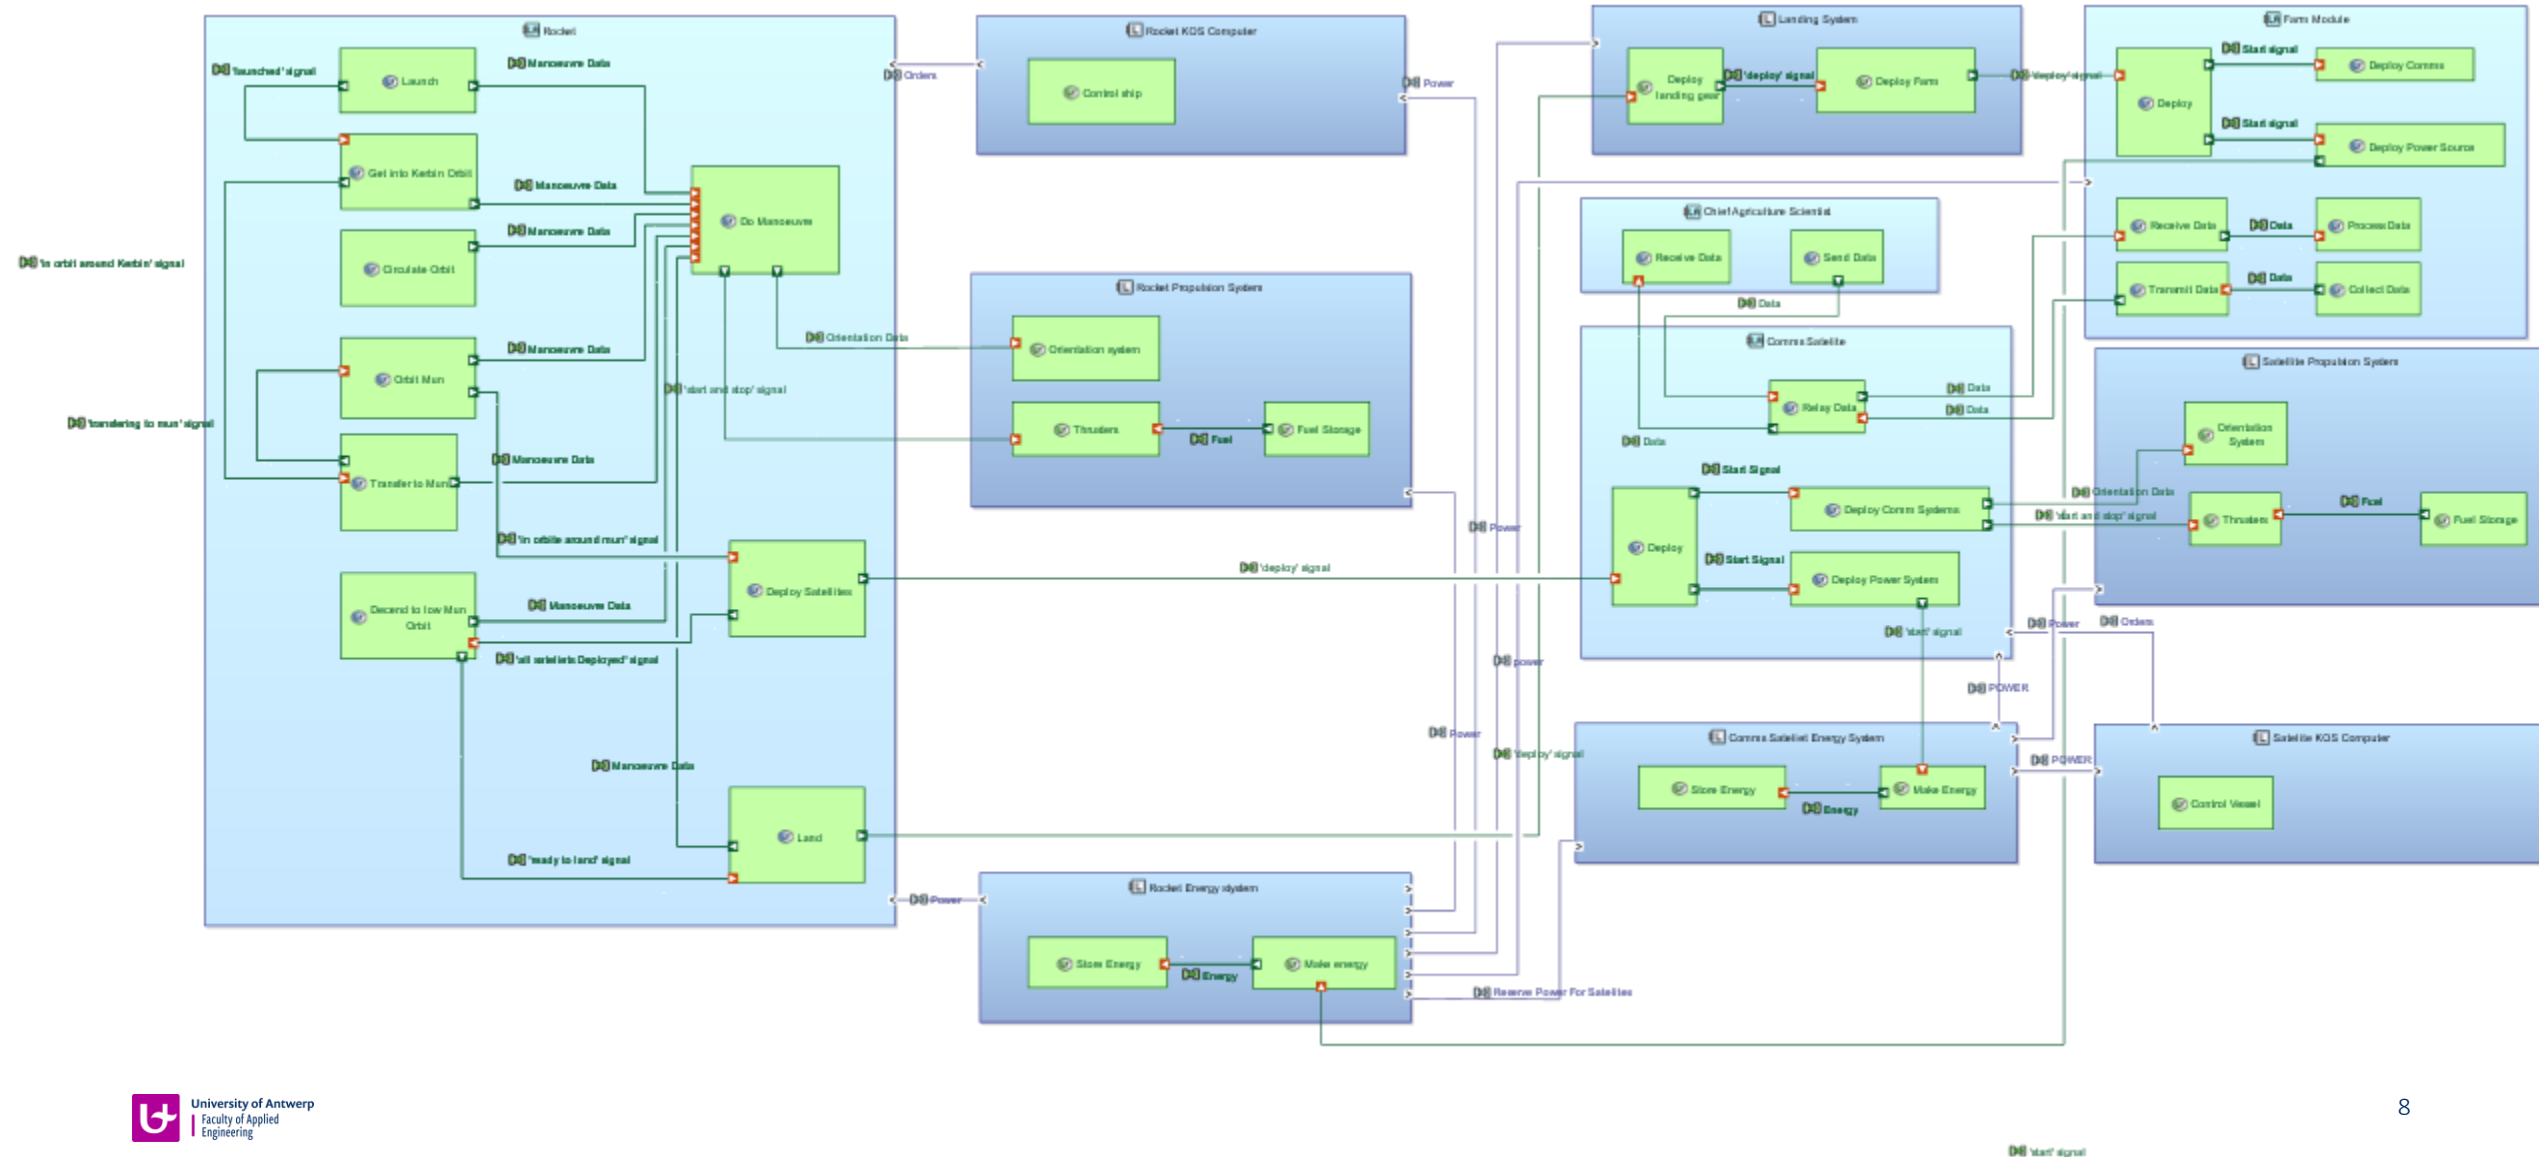 Rocket
'launched' signal
Launch
Manoeuvre Data
Get into Kerbin Orbit
Manoeuvre Data
Manoeuvre Data
Do Manoeuvre
Circulate Orbit
'in orbit around Kerbin' signal
Orbit Mun
Manoeuvre Data
'start and stop' signal
'transfering to mun' signal
Transfer to Mun
Manoeuvre Data
'in orbite around mun' signal
Deploy Satellites
Decend to low Mun
Orbit
Manoeuvre Data
'all sateliets Deployed' signal
Manoeuvre Data
Land
'ready to land' signal
Orders
Rocket KOS Computer
Control ship
Power
Rocket Propulsion System
Orientation Data
Orientation system
Thrusters
Fuel
Fuel Storage
Power
'deploy' signal
power
Power
'deploy' signal
Power
Rocket Energy system
Store Energy
Energy
Make energy
Reserve Power For Satelites
Landing System
Deploy
landing gear
'deploy' signal
Deploy Farm
'deploy' signal
Farm Module
Deploy
Start signal
Deploy Comms
Start signal
Deploy Power Source
Receive Data
Data
Process Data
Transmit Data
Data
Collect Data
Chief Agriculture Scientist
Receive Data
Send Data
Data
Comms Satelite
Relay Data
Data
Data
Data
Start Signal
Deploy
Deploy Comm Systems
Start Signal
Deploy Power System
'start' signal
Orientation Data
'start and stop' signal
Satellite Propulsion System
Orientation
System
Thrusters
Fuel
Fuel Storage
Power
Orders
POWER
Comms Sateliet Energy System
Store Energy
Energy
Make Energy
POWER
Satelite KOS Computer
Control Vessel
University of Antwerp
Faculty of Applied
Engineering
8
'start' signal